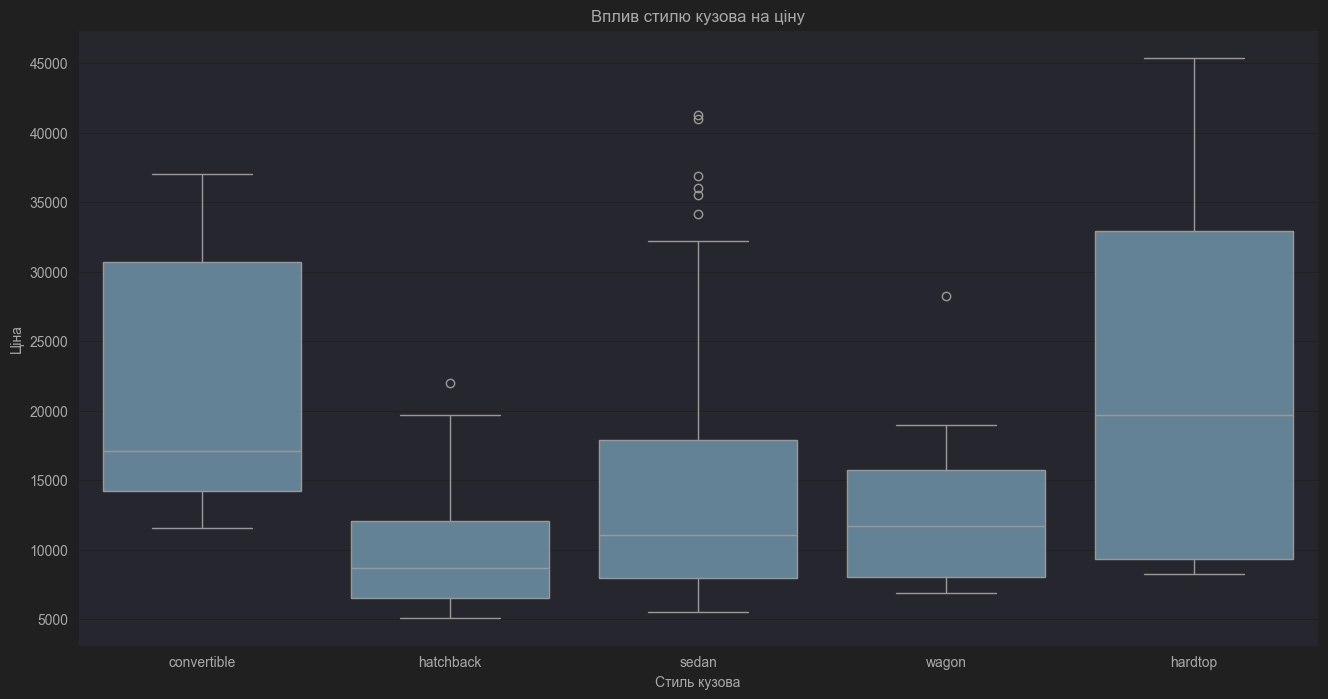 Вплив стилю кузова на ціну
Ціна
45000
40000
35000
30000
25000
20000
15000
10000
5000
convertible
hatchback
sedan
wagon
hardtop
Стиль кузова